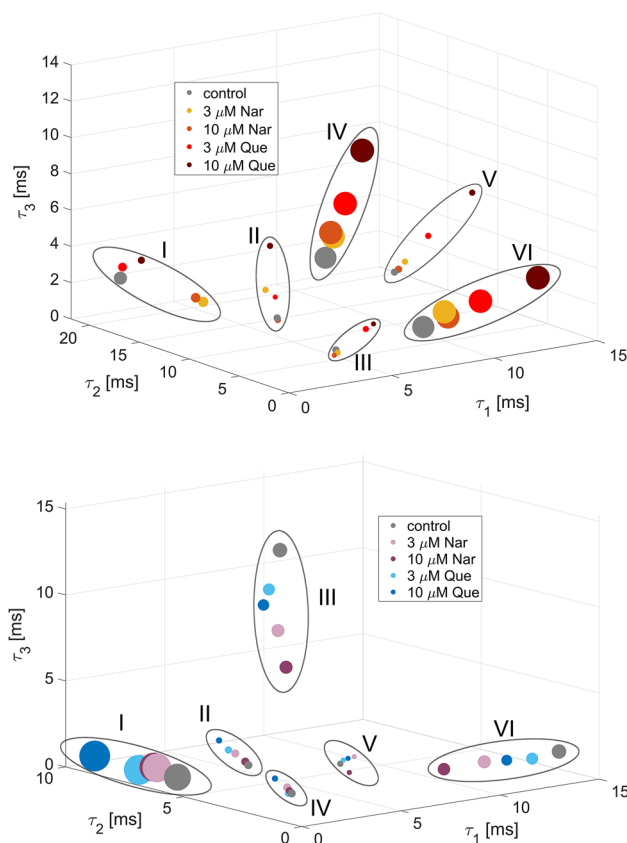 14
12
10
8
6
4
2
0
τ3 [ms]
control
3 μM Nar
10 μM Nar
3 μM Que
10 μM Que
I
II
III
IV
V
VI
20
15
10
5
0
τ2 [ms]
0
5
10
15
τ1 [ms]
15
10
5
0
τ3 [ms]
control
3 μM Nar
10 μM Nar
3 μM Que
10 μM Que
I
II
III
IV
V
VI
10
5
0
τ2 [ms]
0
5
10
15
τ1 [ms]